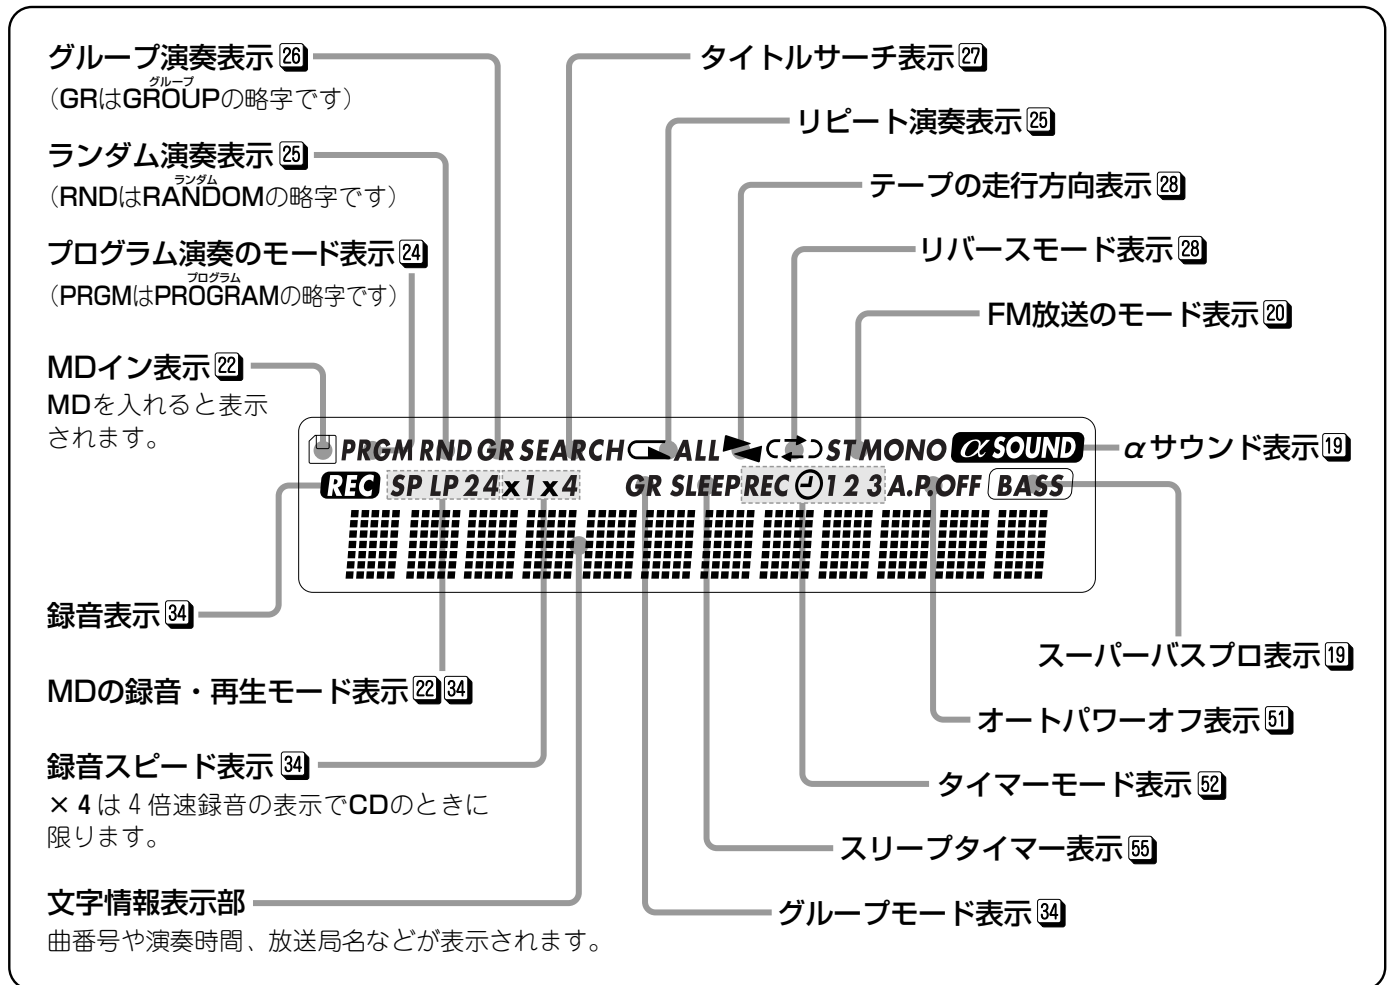 グループ演奏表示 26
グループ
（GRはGROUPの略字です）
ランダム演奏表示 25
ランダム
（RNDはRANDOMの略字です）
プログラム演奏のモード表示 24
プログラム
（PRGMはPROGRAMの略字です）
MDイン表示 22
MDを入れると表示
されます。
タイトルサーチ表示 27
リピート演奏表示 25
テープの走行方向表示 28
リバースモード表示 28
FM放送のモード表示 20
PRGM RND GR SEARCH ALL ST MONO α SOUND
αサウンド表示 19
REC SP LP 2 4 x1 x4 GR SLEEP REC 1 2 3 A.P.OFF BASS
録音表示 34
MDの録音・再生モード表示 22 34
録音スピード表示 34
× 4 は 4 倍速録音の表示でCDのときに
限ります。
文字情報表示部
曲番号や演奏時間、放送局名などが表示されます。
スーパーバスプロ表示 19
オートパワーオフ表示 51
タイマーモード表示 52
スリープタイマー表示 55
グループモード表示 34